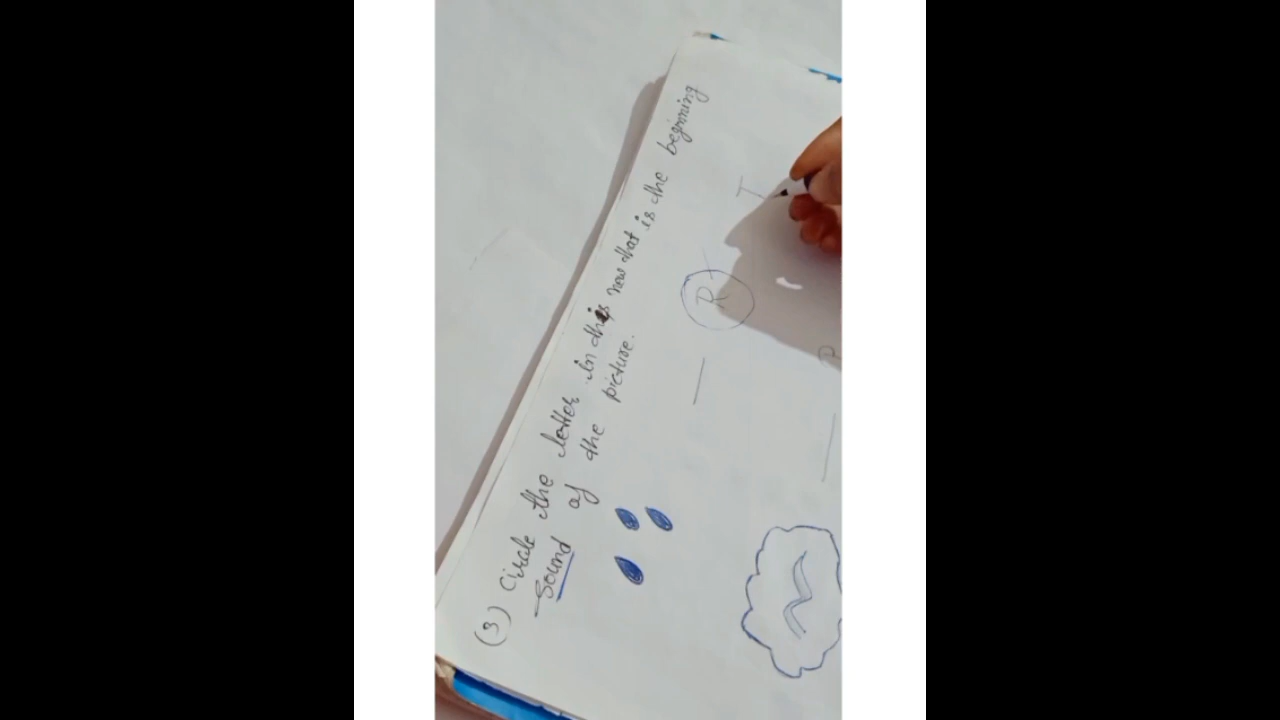 (3) Circle the letter in this row that is the beginning
Sound of the picture.
R T
P